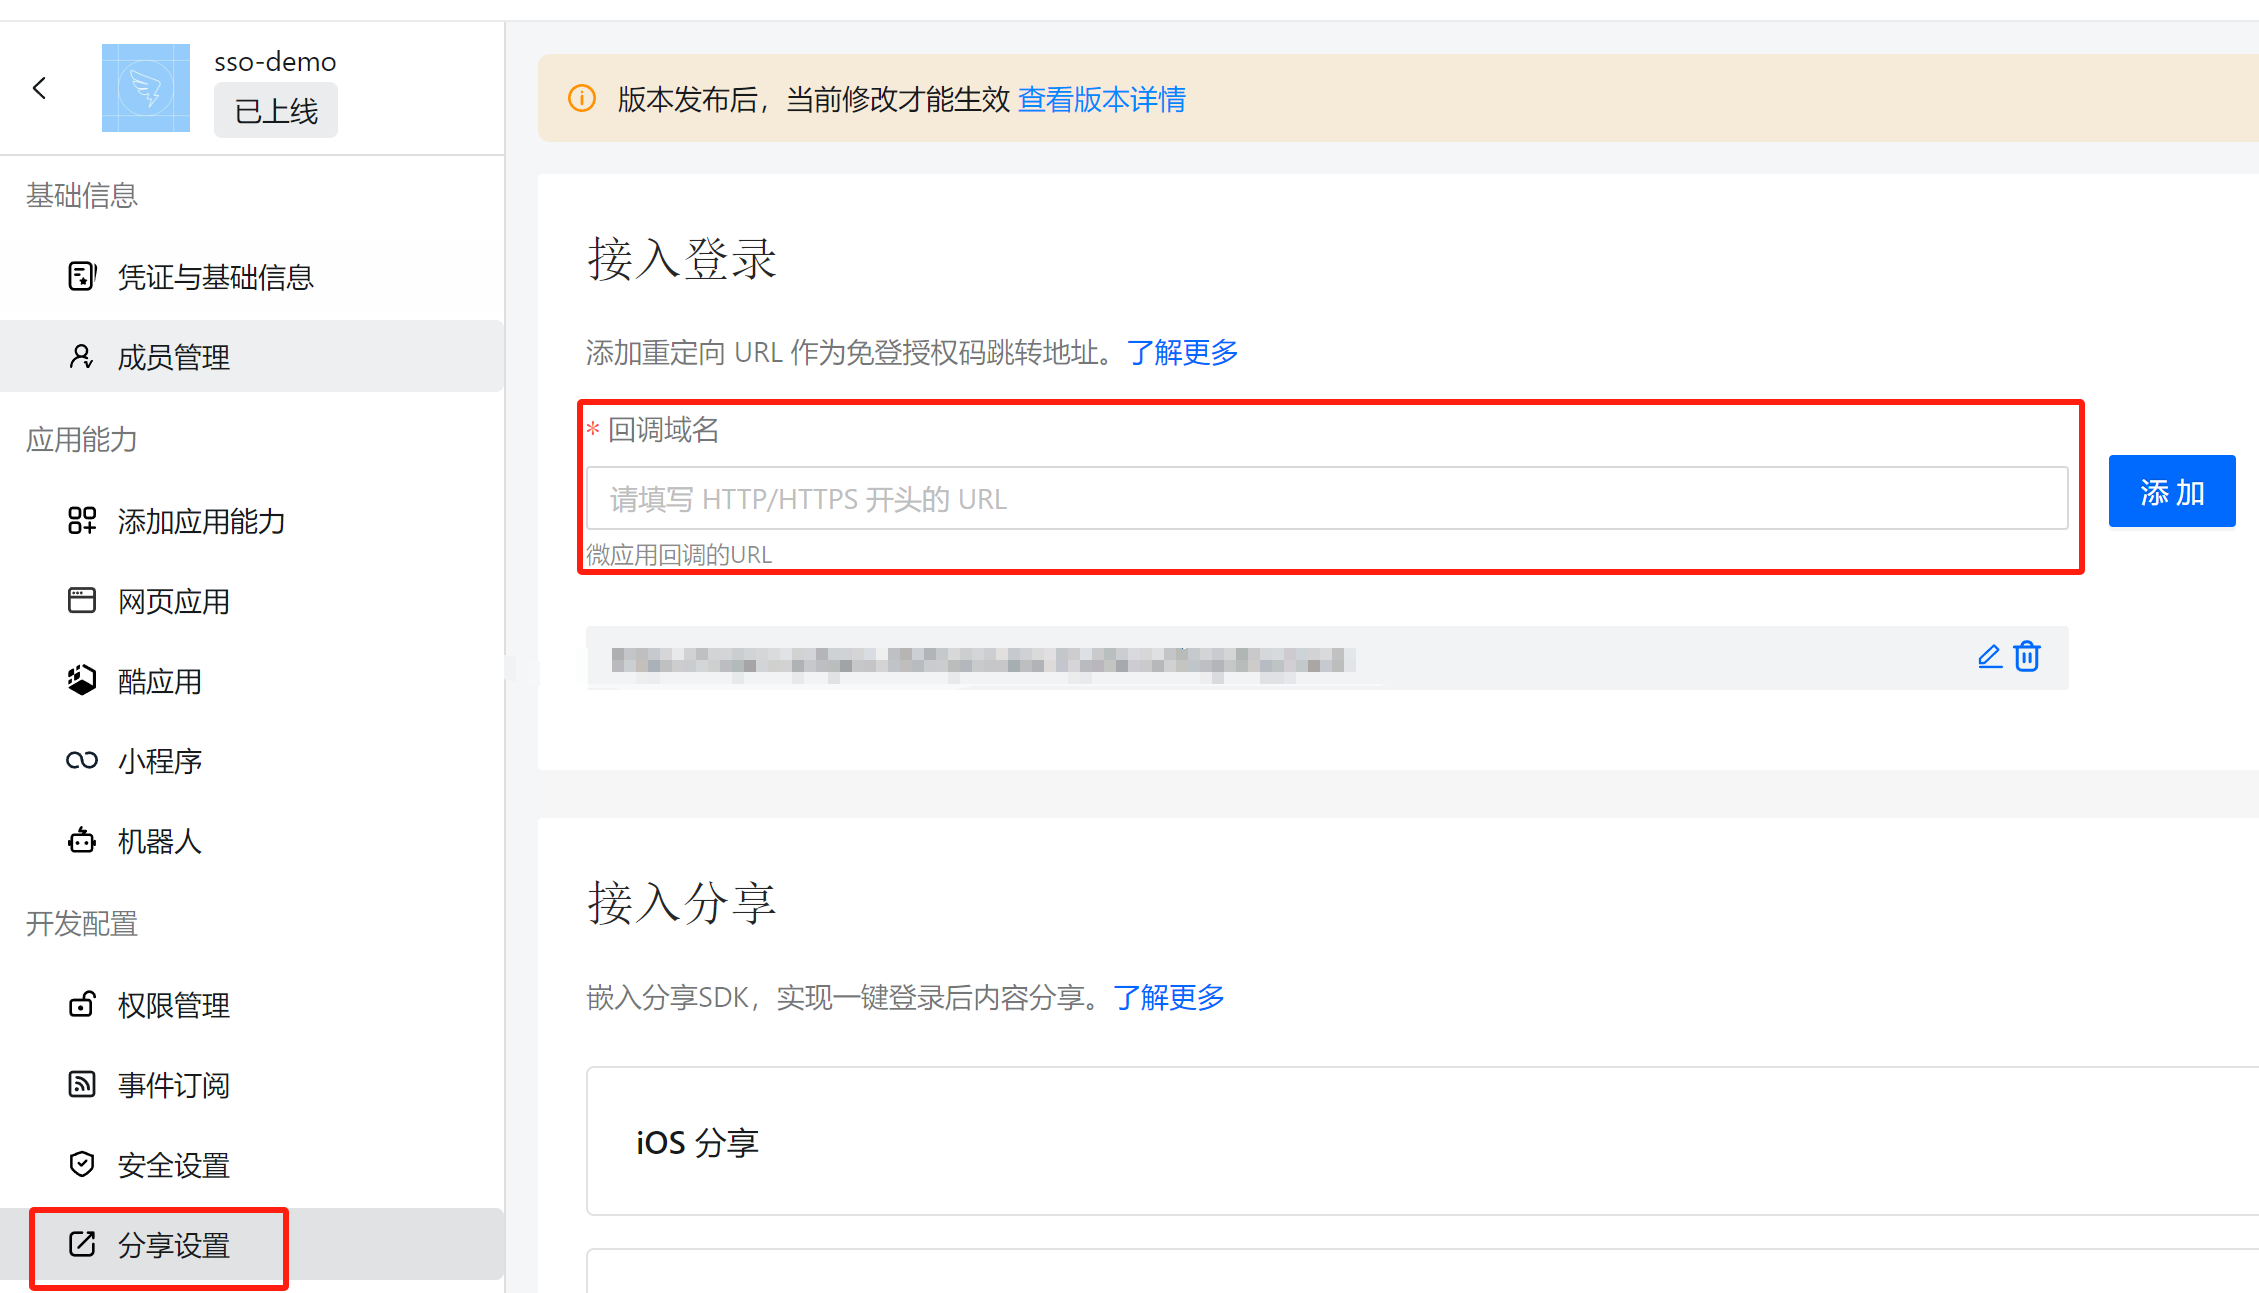 sso-demo
已上线
基础信息
凭证与基础信息
成员管理
应用能力
添加应用能力
网页应用
酷应用
小程序
机器人
开发配置
权限管理
事件订阅
安全设置
分享设置
版本发布后，当前修改才能生效 查看版本详情
接入登录
添加重定向 URL 作为免登授权码跳转地址。了解更多
* 回调域名
请填写 HTTP/HTTPS 开头的 URL
添 加
微应用回调的URL
接入分享
嵌入分享SDK，实现一键登录后内容分享。了解更多
iOS 分享